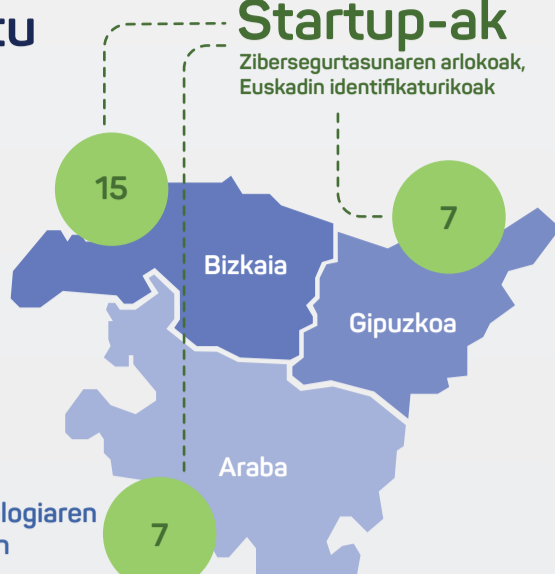 tu
Startup-ak
Zibersegurtasunaren arlokoak,
Euskadin identifikaturikoak
15
7
Bizkaia
Gipuzkoa
Araba
logiaren
n
7